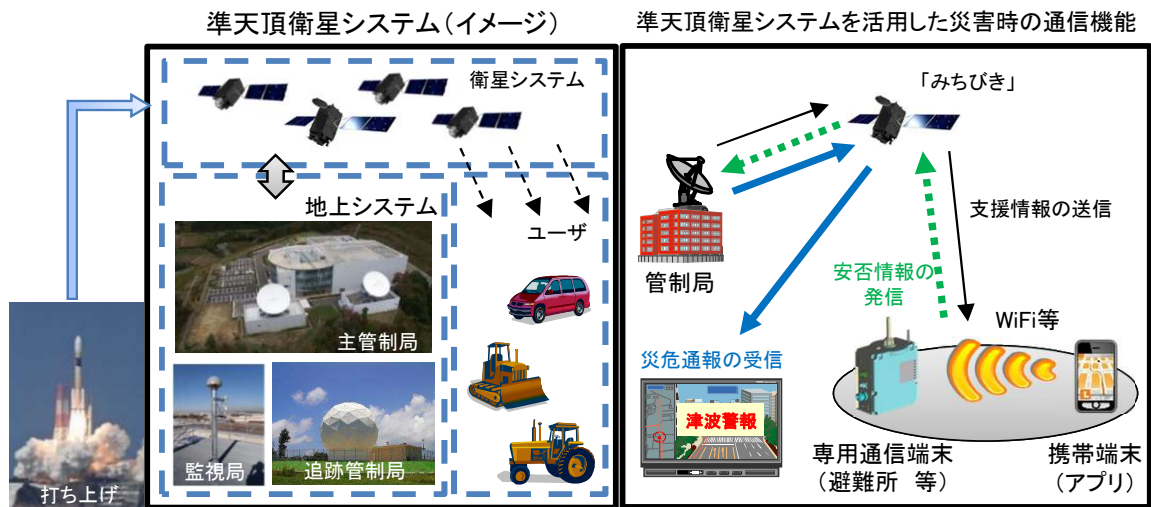 準天頂衛星システム(イメージ)
衛星システム
地上システム
ユーザ
主管制局
監視局
追跡管制局
打ち上げ
準天頂衛星システムを活用した災害時の通信機能
「みちびき」
支援情報の送信
管制局
安否情報の
発信
WiFi等
災危通報の受信
津波警報
専用通信端末
(避難所 等)
携帯端末
(アプリ)